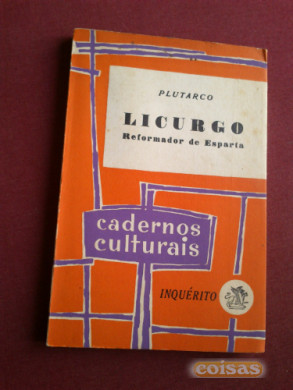 PLUTARCO
LICURGO
Reformador de Esparta
cadernos
culturais
INQUÉRITO
coisas